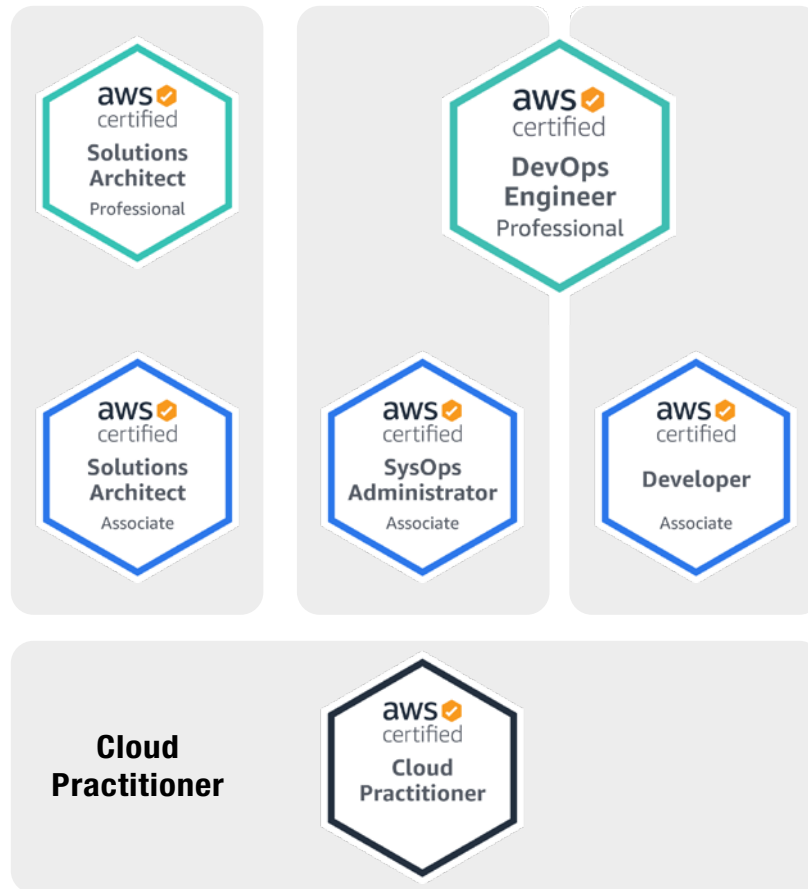 aws
certified
Solutions
Architect
Professional
aws
certified
DevOps
Engineer
Professional
aws
certified
Solutions
Architect
Associate
aws
certified
SysOps
Administrator
Associate
aws
certified
Developer
Associate
Cloud
Practitioner
aws
certified
Cloud
Practitioner